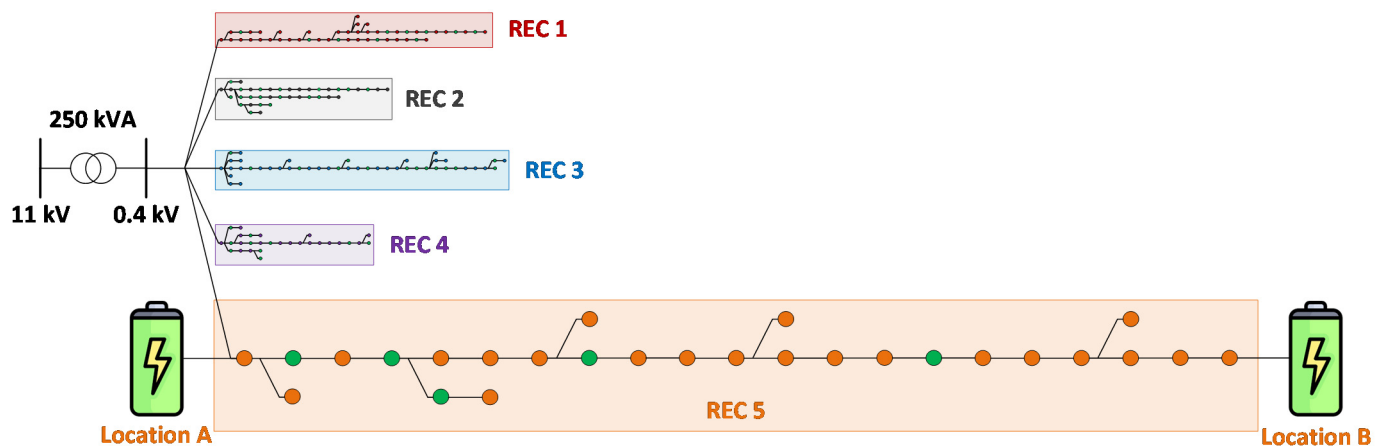 REC 1
250 kVA
REC 2
REC 3
11 kV
0.4 kV
REC 4
REC 5
Location A
Location B